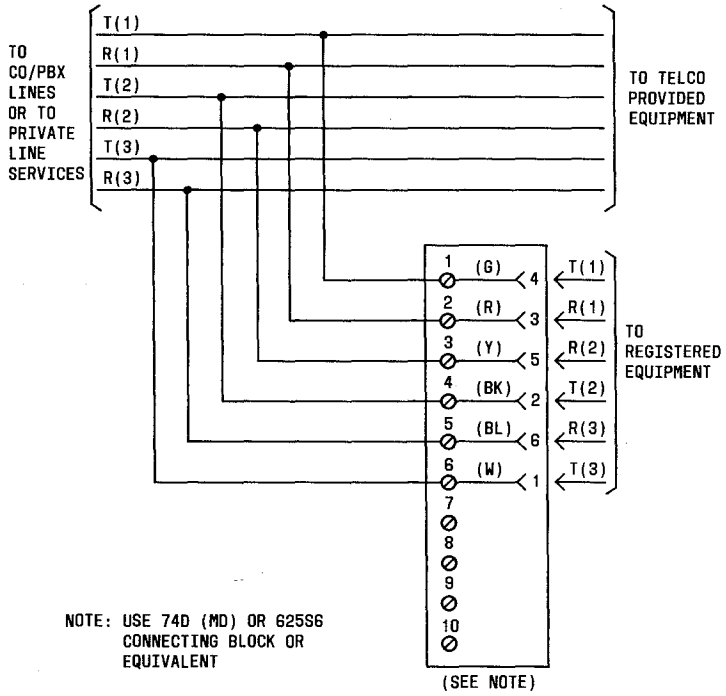 T(1)
R(1)
T(2)
R(2)
T(3)
R(3)
TO
CO/PBX
LINES
OR TO
PRIVATE
LINE
SERVICES
TO TELCO
PROVIDED
EQUIPMENT
1 (G) 4 T(1)
2 (R) 3 R(1)
3 (Y) 5 R(2)
4 (BK) 2 T(2)
5 (BL) 6 R(3)
6 (W) 1 T(3)
7
8
9
10
TO
REGISTERED
EQUIPMENT
NOTE: USE 74D (MD) OR 625S6
CONNECTING BLOCK OR
EQUIVALENT
(SEE NOTE)